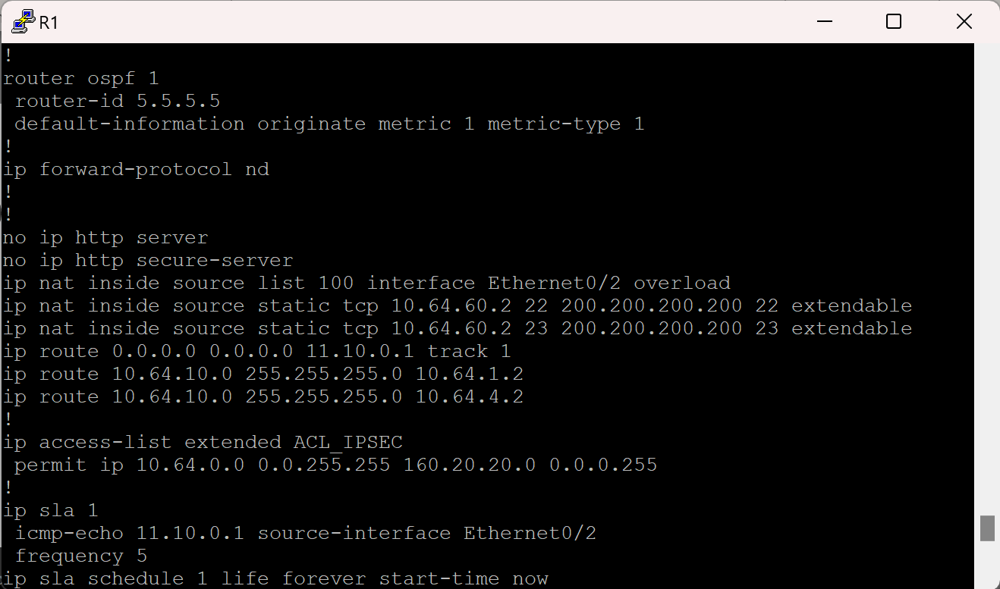 R1
!
router ospf 1
 router-id 5.5.5.5
 default-information originate metric 1 metric-type 1
!
ip forward-protocol nd
!
!
no ip http server
no ip http secure-server
ip nat inside source list 100 interface Ethernet0/2 overload
ip nat inside source static tcp 10.64.60.2 22 200.200.200.200 22 extendable
ip nat inside source static tcp 10.64.60.2 23 200.200.200.200 23 extendable
ip route 0.0.0.0 0.0.0.0 11.10.0.1 track 1
ip route 10.64.10.0 255.255.255.0 10.64.1.2
ip route 10.64.10.0 255.255.255.0 10.64.4.2
!
ip access-list extended ACL_IPSEC
 permit ip 10.64.0.0 0.0.255.255 160.20.20.0 0.0.0.255
!
ip sla 1
 icmp-echo 11.10.0.1 source-interface Ethernet0/2
 frequency 5
ip sla schedule 1 life forever start-time now